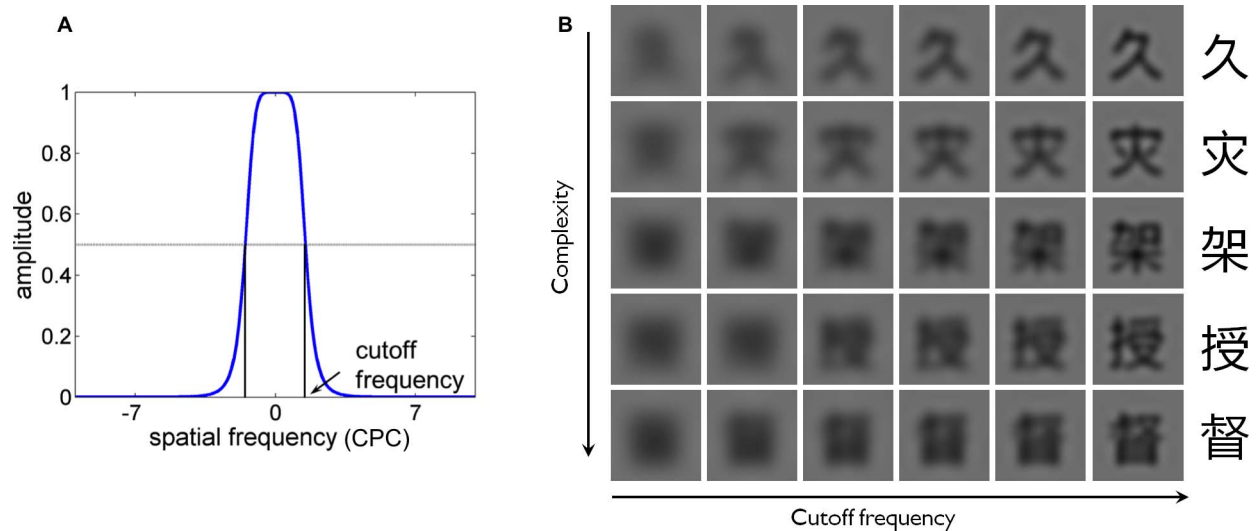 A
1
0.8
0.6
0.4
0.2
0
amplitude
-7 0 7
spatial frequency (CPC)
cutoff
frequency
B
Complexity
久
灾
架
授
督
Cutoff frequency